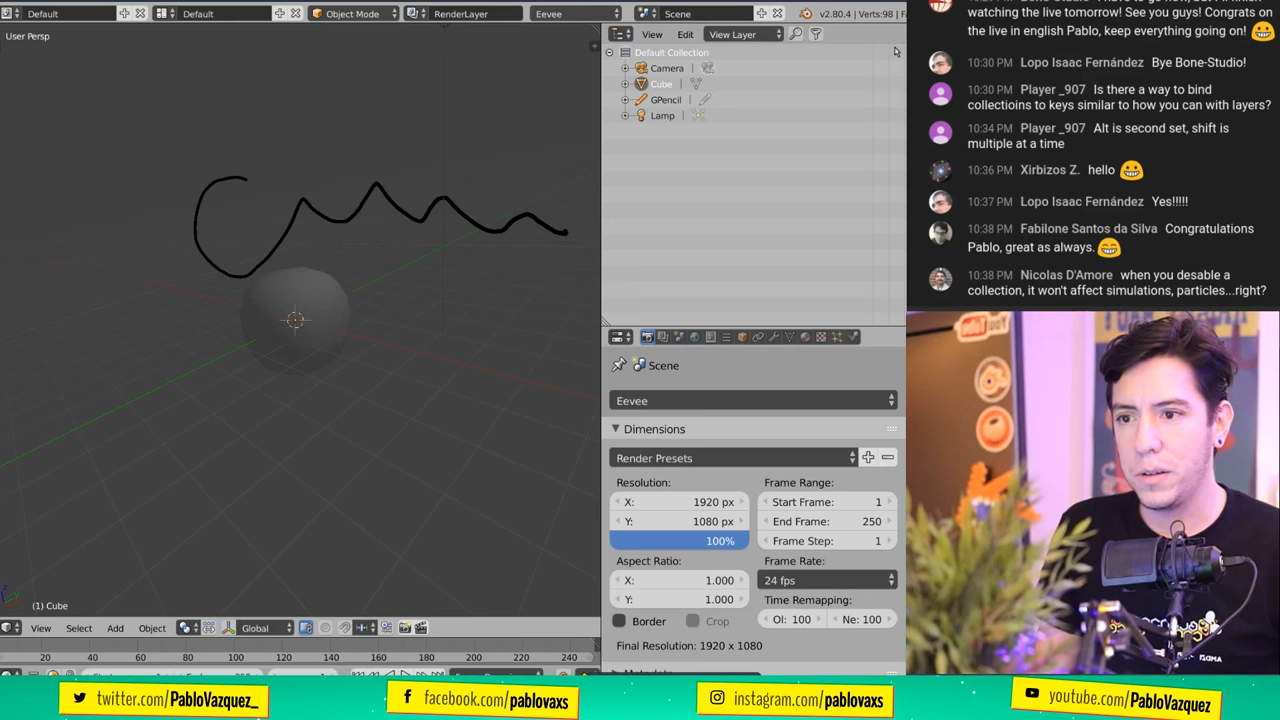 Default
Default
Object Mode
RenderLayer
Eevee
Scene
v2.80.4 | Verts:98 | Fa
User Persp
View
Edit
View Layer
Default Collection
Camera
Cube
GPencil
Lamp
(1) Cube
View
Select
Add
Object
Global
20 40 60 80 100 120 140 160 180 200 220 240
Scene
Eevee
Dimensions
Render Presets
Resolution:
X: 1920 px
Y: 1080 px
100%
Aspect Ratio:
X: 1.000
Y: 1.000
Border
Crop
Final Resolution: 1920 x 1080
Frame Range:
Start Frame: 1
End Frame: 250
Frame Step: 1
Frame Rate:
24 fps
Time Remapping:
Ol: 100
Ne: 100
watching the live tomorrow! See you guys! Congrats on
the live in english Pablo, keep everything going on!
10:30 PM Lopo Isaac Fernández Bye Bone-Studio!
10:30 PM Player _907 Is there a way to bind
collectioins to keys similar to how you can with layers?
10:34 PM Player _907 Alt is second set, shift is
multiple at a time
10:36 PM Xirbizos Z. hello
10:37 PM Lopo Isaac Fernández Yes!!!!!
10:38 PM Fabilone Santos da Silva Congratulations
Pablo, great as always.
10:38 PM Nicolas D'Amore when you desable a
collection, it won't affect simulations, particles...right?
twitter.com/PabloVazquez_
facebook.com/pablovaxs
instagram.com/pablovaxs
youtube.com/PabloVazquez